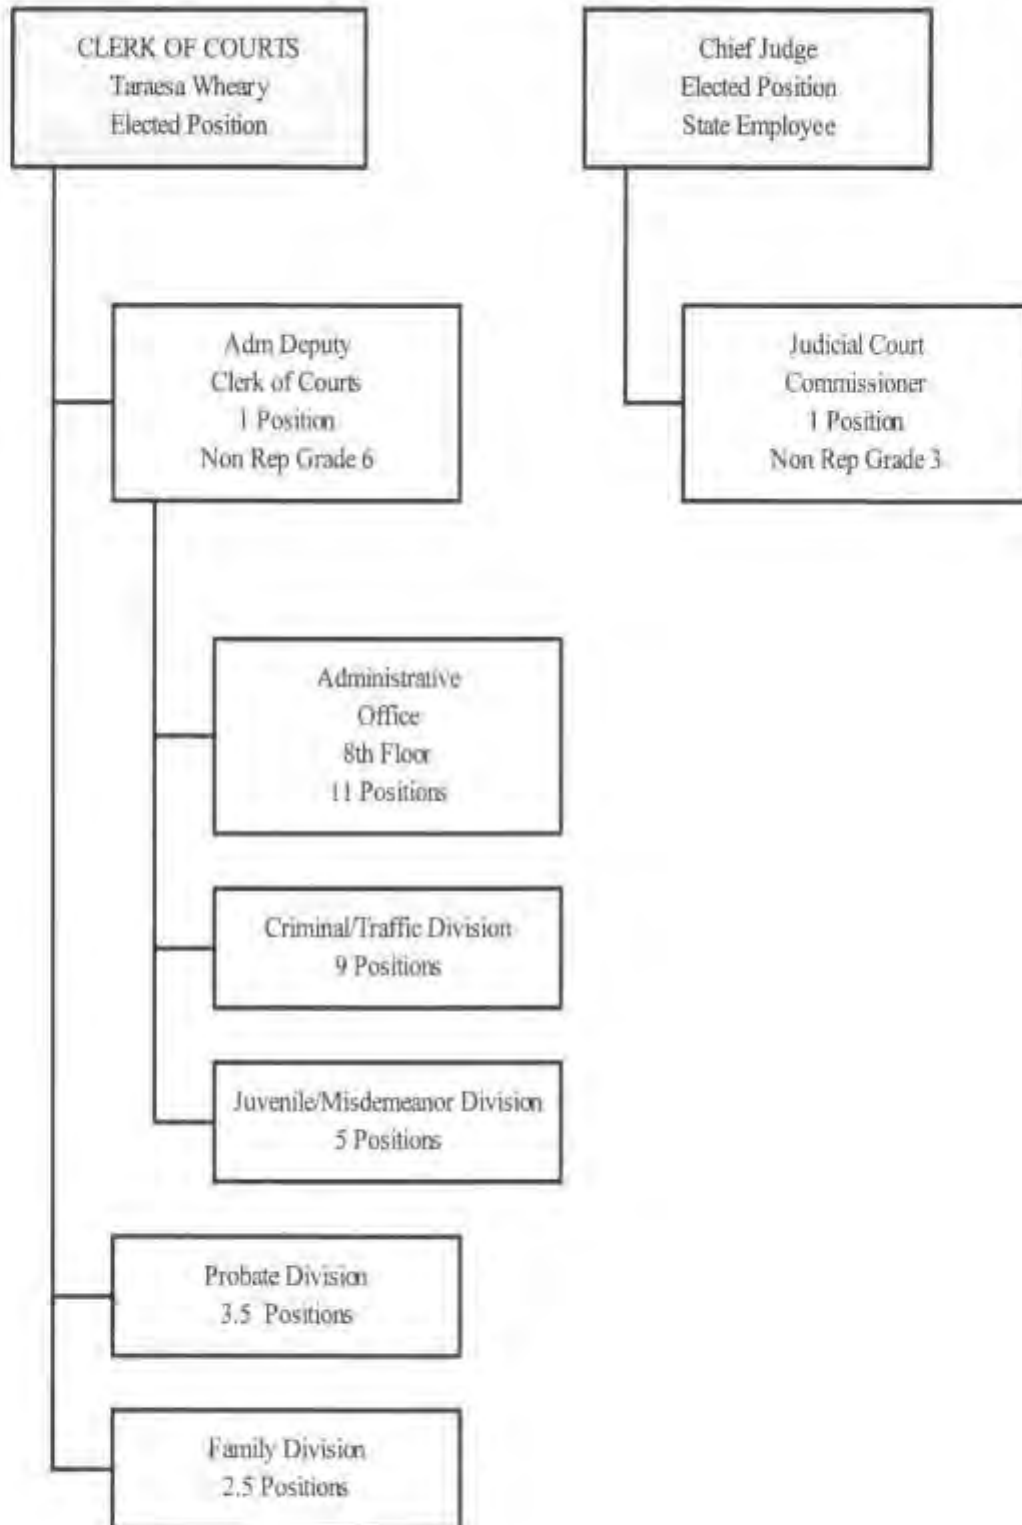 CLERK OF COURTS
Taraesa Wheary
Elected Position
Chief Judge
Elected Position
State Employee
Adm Deputy
Clerk of Courts
1 Position
Non Rep Grade 6
Judicial Court
Commissioner
1 Position
Non Rep Grade 3
Administrative
Office
8th Floor
11 Positions
Criminal/Traffic Division
9 Positions
Juvenile/Misdemeanor Division
5 Positions
Probate Division
3.5 Positions
Family Division
2.5 Positions